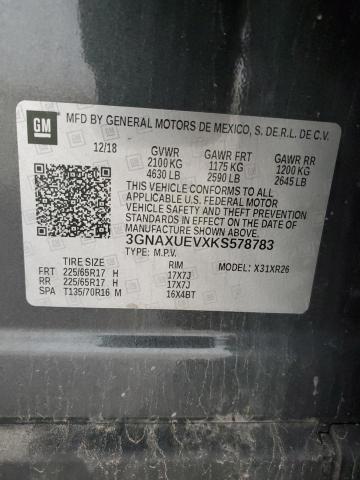 GM
MFD BY GENERAL MOTORS DE MEXICO, S. DE R.L. DE C.V.
12/18 GVWR GAWR FRT GAWR RR
2100 KG 1175 KG 1200 KG
4630 LB 2590 LB 2645 LB
THIS VEHICLE CONFORMS TO ALL
APPLICABLE U.S. FEDERAL MOTOR
VEHICLE SAFETY AND THEFT PREVENTION
STANDARDS IN EFFECT ON THE DATE OF
MANUFACTURE SHOWN ABOVE.
3GNAXUEVXKS578783
TYPE: M.P.V. MODEL: X31XR26
TIRE SIZE RIM
FRT 225/65R17 H 17X7J
RR 225/65R17 H 17X7J
SPA T135/70R16 M 16X4BT